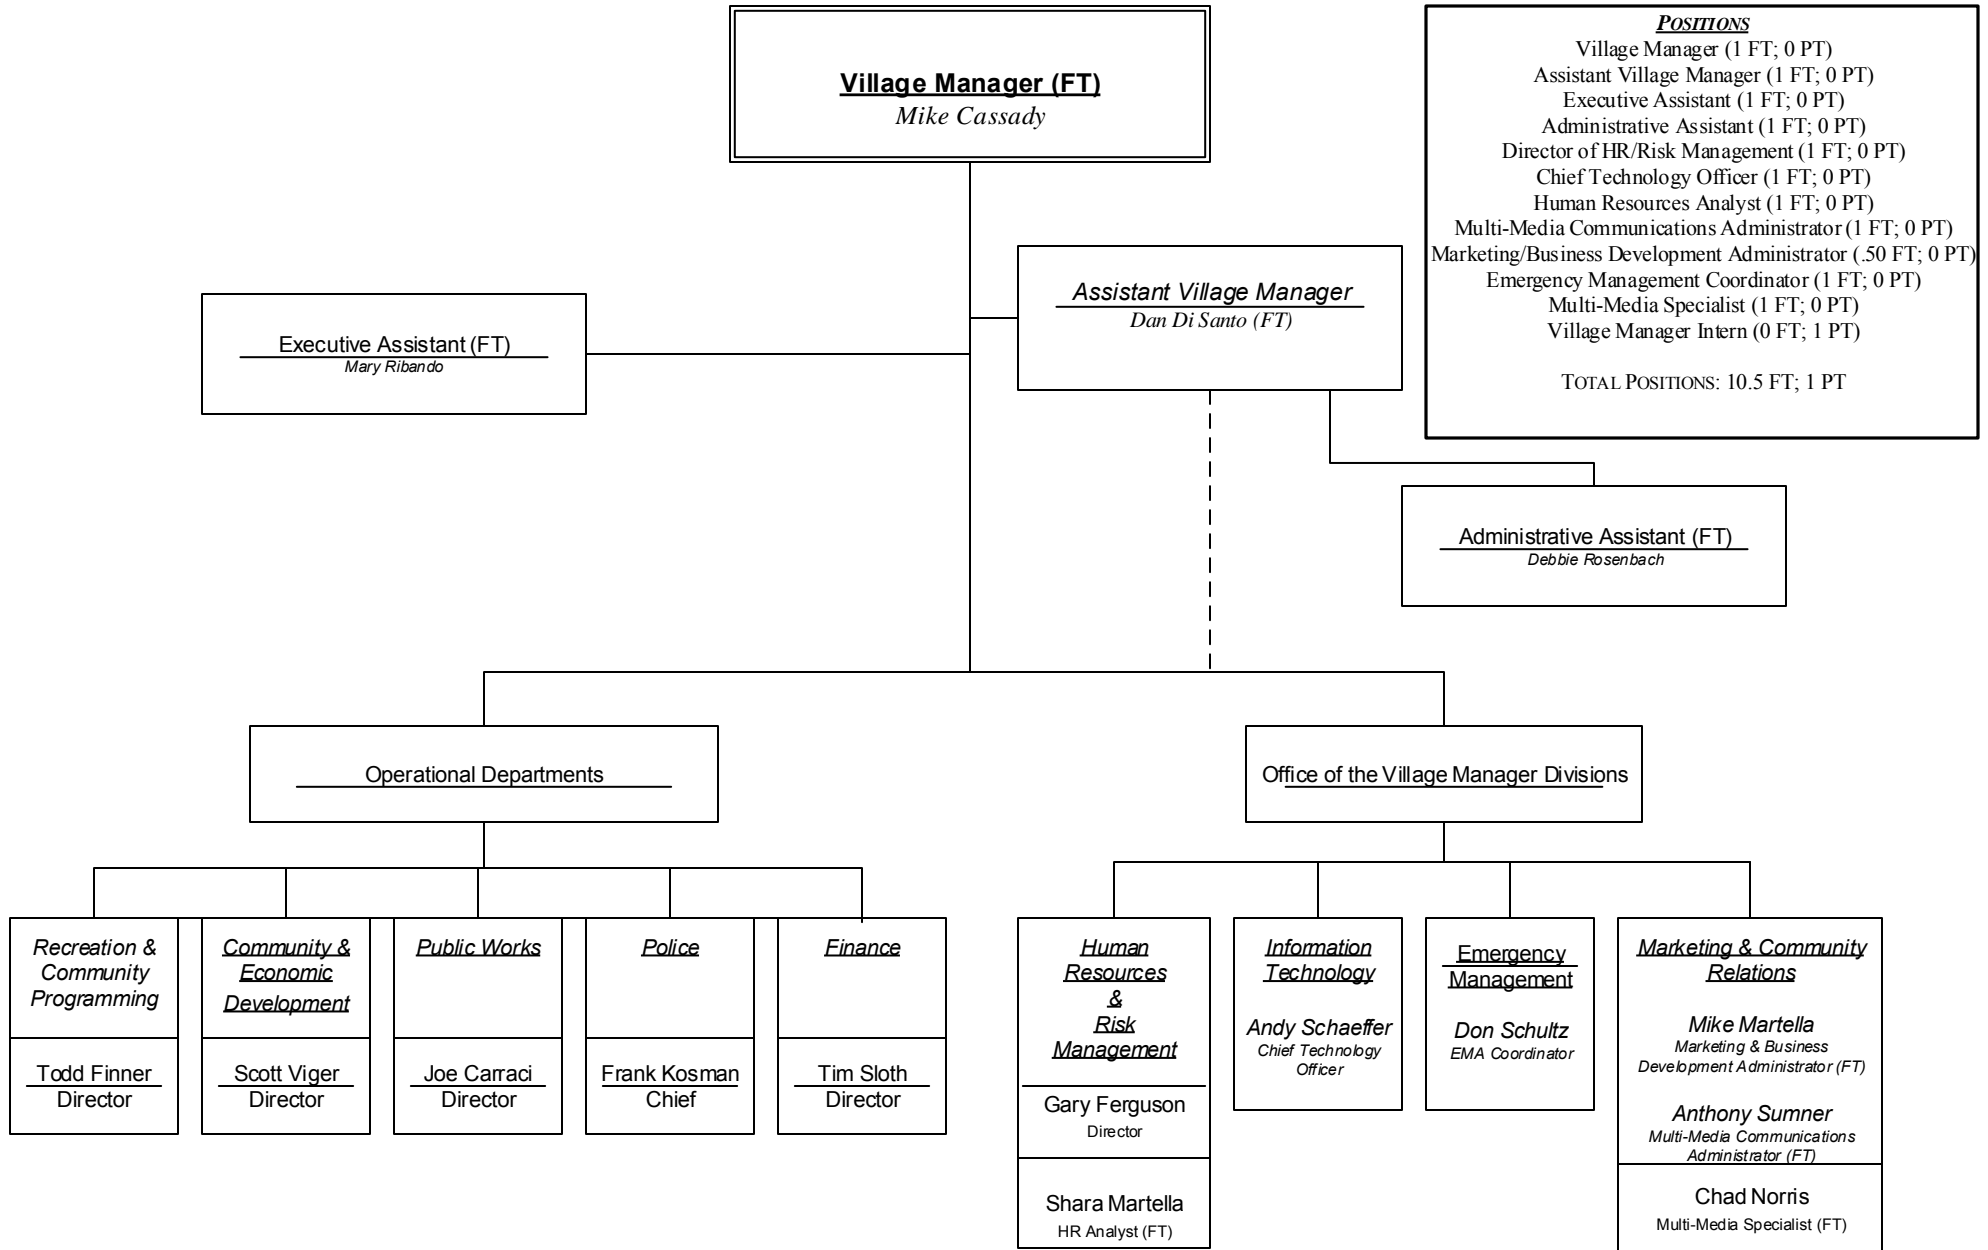 Village Manager (FT)
Mike Cassady
POSITIONS
Village Manager (1 FT; 0 PT)
Assistant Village Manager (1 FT; 0 PT)
Executive Assistant (1 FT; 0 PT)
Administrative Assistant (1 FT; 0 PT)
Director of HR/Risk Management (1 FT; 0 PT)
Chief Technology Officer (1 FT; 0 PT)
Human Resources Analyst (1 FT; 0 PT)
Multi-Media Communications Administrator (1 FT; 0 PT)
Marketing/Business Development Administrator (.50 FT; 0 PT)
Emergency Management Coordinator (1 FT; 0 PT)
Multi-Media Specialist (1 FT; 0 PT)
Village Manager Intern (0 FT; 1 PT)
TOTAL POSITIONS: 10.5 FT; 1 PT
Assistant Village Manager
Dan Di Santo (FT)
Executive Assistant (FT)
Mary Ribando
Administrative Assistant (FT)
Debbie Rosenbach
Operational Departments
Office of the Village Manager Divisions
Recreation &
Community
Programming
Todd Finner
Director
Community &
Economic
Development
Scott Viger
Director
Public Works
Joe Carraci
Director
Police
Frank Kosman
Chief
Finance
Tim Sloth
Director
Human
Resources
&
Risk
Management
Gary Ferguson
Director
Shara Martella
HR Analyst (FT)
Information
Technology
Andy Schaeffer
Chief Technology
Officer
Emergency
Management
Don Schultz
EMA Coordinator
Marketing & Community
Relations
Mike Martella
Marketing & Business
Development Administrator (FT)
Anthony Sumner
Multi-Media Communications
Administrator (FT)
Chad Norris
Multi-Media Specialist (FT)